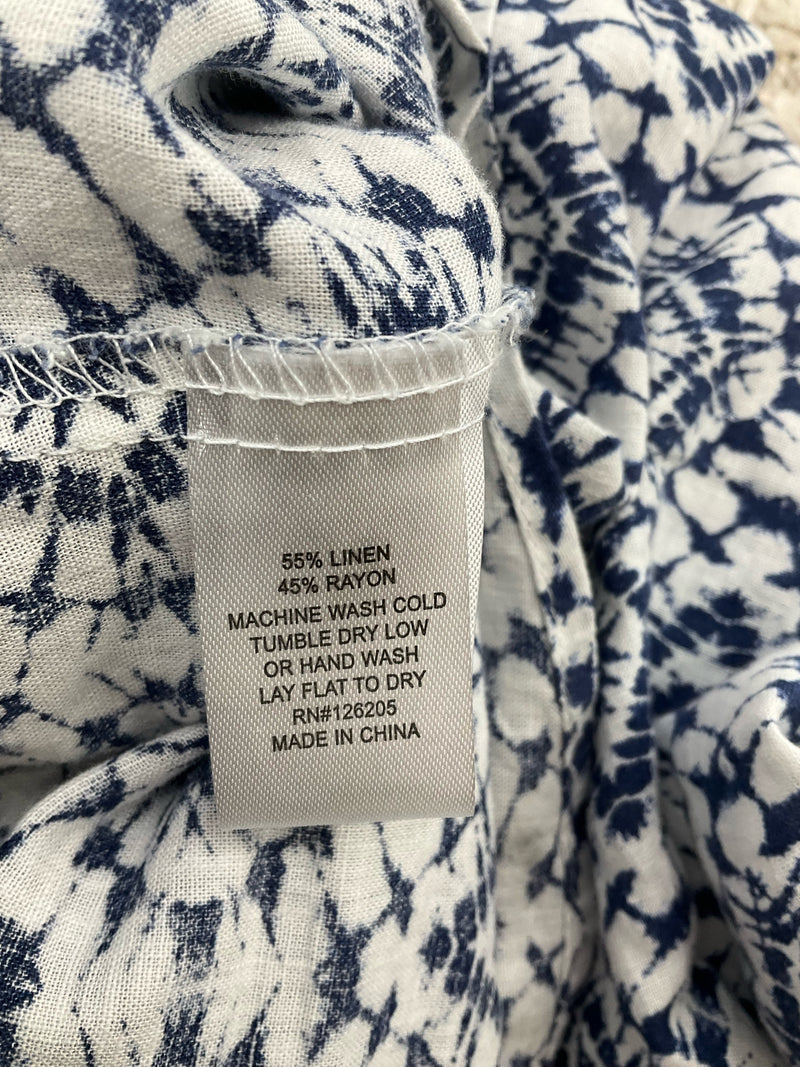 55% LINEN
45% RAYON
MACHINE WASH COLD
TUMBLE DRY LOW
OR HAND WASH
LAY FLAT TO DRY
RN#126205
MADE IN CHINA